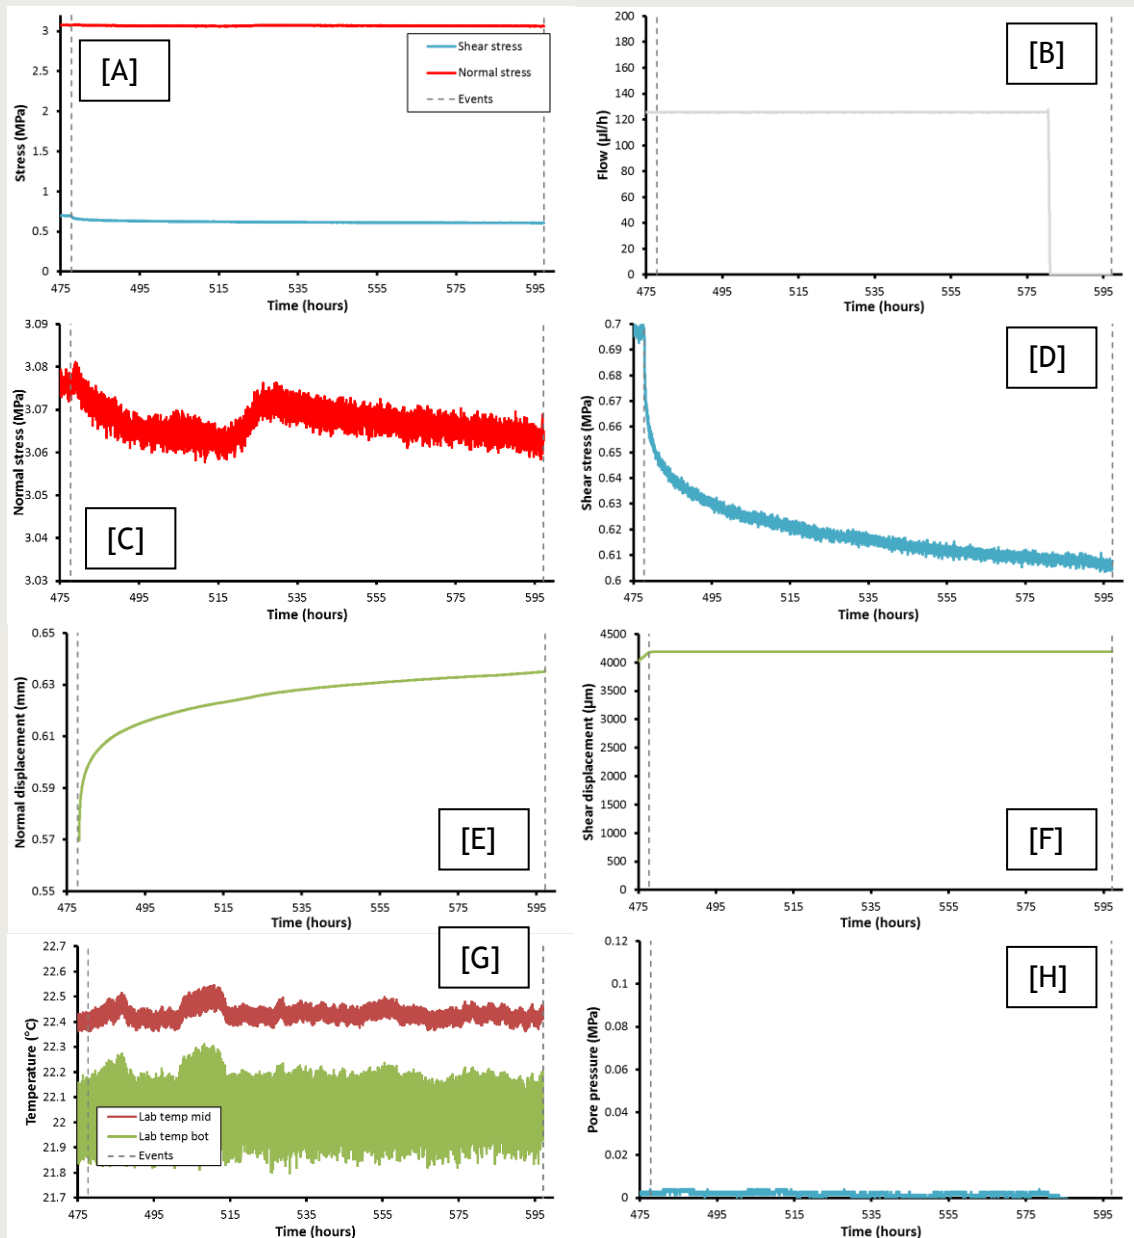 [A]
Shear stress
Normal stress
Events
Stress (MPa)
3
2.5
2
1.5
1
0.5
0
475 495 515 535 555 575 595
Time (hours)
[B]
Flow (µl/h)
200
180
160
140
120
100
80
60
40
20
0
475 495 515 535 555 575 595
Time (hours)
[C]
Normal stress (MPa)
3.09
3.08
3.07
3.06
3.05
3.04
3.03
475 495 515 535 555 575 595
Time (hours)
[D]
Shear stress (MPa)
0.7
0.69
0.68
0.67
0.66
0.65
0.64
0.63
0.62
0.61
0.6
475 495 515 535 555 575 595
Time (hours)
[E]
Normal displacement (mm)
0.65
0.63
0.61
0.59
0.57
0.55
475 495 515 535 555 575 595
Time (hours)
[F]
Shear displacement (µm)
4500
4000
3500
3000
2500
2000
1500
1000
500
0
475 495 515 535 555 575 595
Time (hours)
[G]
Temperature (°C)
22.7
22.6
22.5
22.4
22.3
22.2
22.1
22
21.9
21.8
21.7
Lab temp mid
Lab temp bot
Events
475 495 515 535 555 575 595
Time (hours)
[H]
Pore pressure (MPa)
0.12
0.1
0.08
0.06
0.04
0.02
0
475 495 515 535 555 575 595
Time (hours)